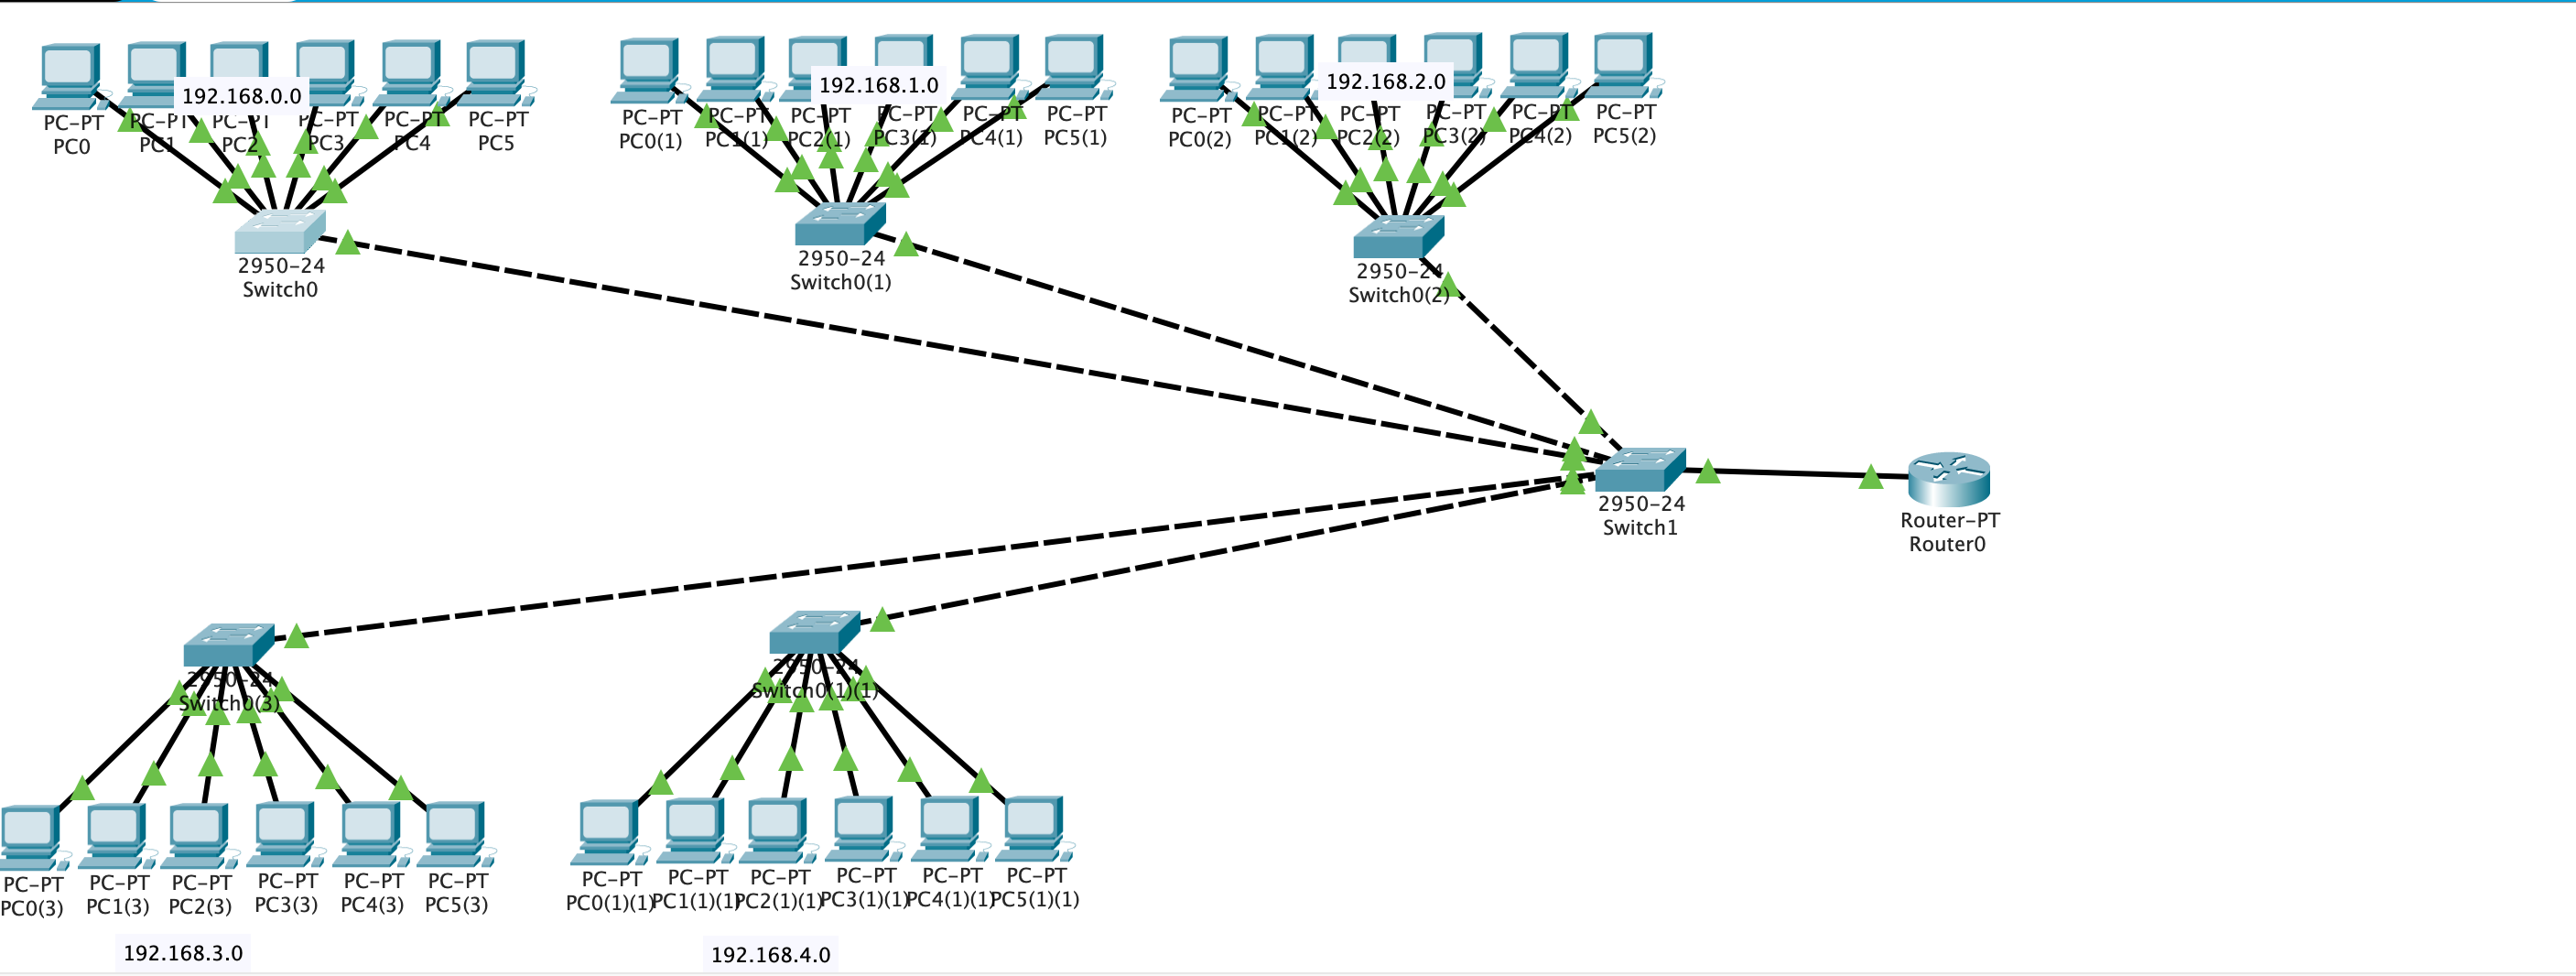 192.168.0.0
PC-PT
PC0
PC-PT
PC1
PC-PT
PC2
PC-PT
PC3
PC-PT
PC4
PC-PT
PC5
2950-24
Switch0
192.168.1.0
PC-PT
PC0(1)
PC-PT
PC1(1)
PC-PT
PC2(1)
PC-PT
PC3(1)
PC-PT
PC4(1)
PC-PT
PC5(1)
2950-24
Switch0(1)
192.168.2.0
PC-PT
PC0(2)
PC-PT
PC1(2)
PC-PT
PC2(2)
PC-PT
PC3(2)
PC-PT
PC4(2)
PC-PT
PC5(2)
2950-24
Switch0(2)
2950-24
Switch1
Router-PT
Router0
2950-24
Switch0(3)
PC-PT
PC0(3)
PC-PT
PC1(3)
PC-PT
PC2(3)
PC-PT
PC3(3)
PC-PT
PC4(3)
PC-PT
PC5(3)
192.168.3.0
2950-24
Switch0(1)(1)
PC-PT
PC0(1)(1)
PC-PT
PC1(1)(1)
PC-PT
PC2(1)(1)
PC-PT
PC3(1)(1)
PC-PT
PC4(1)(1)
PC-PT
PC5(1)(1)
192.168.4.0